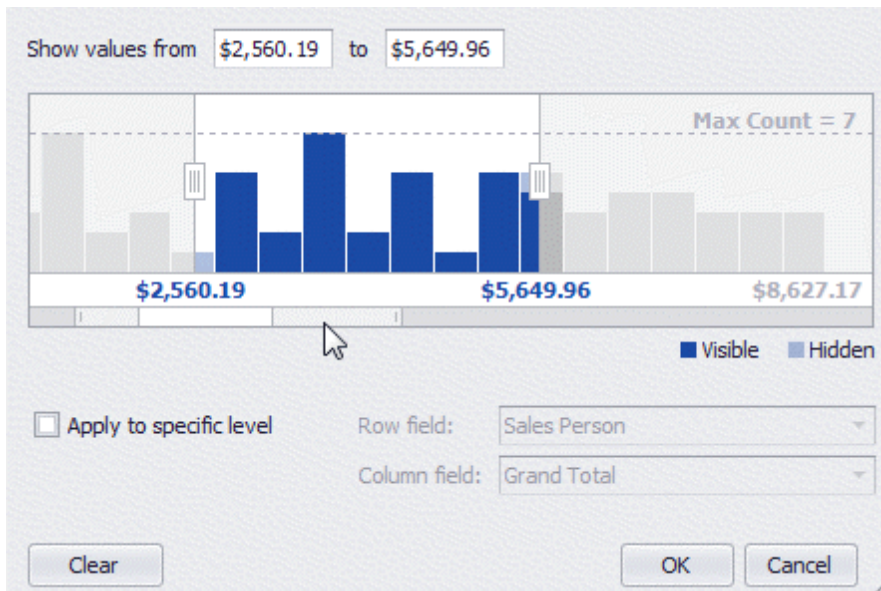 Show values from $2,560.19 to $5,649.96
Max Count = 7
$2,560.19 $5,649.96 $8,627.17
Visible Hidden
Apply to specific level Row field: Sales Person
Column field: Grand Total
Clear OK Cancel